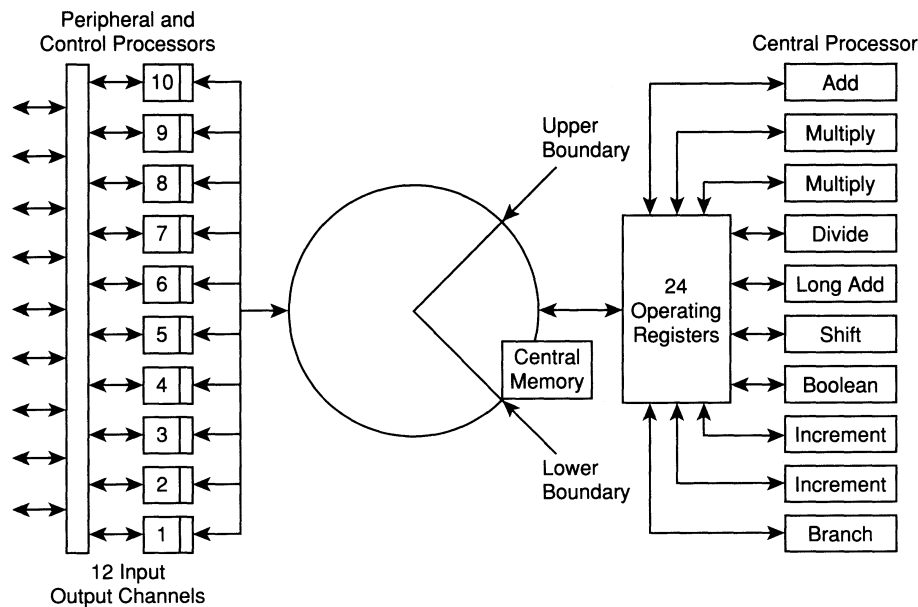 Peripheral and
Control Processors
10
9
8
7
6
5
4
3
2
1
12 Input
Output Channels
Upper
Boundary
Central
Memory
Lower
Boundary
24
Operating
Registers
Central Processor
Add
Multiply
Multiply
Divide
Long Add
Shift
Boolean
Increment
Increment
Branch